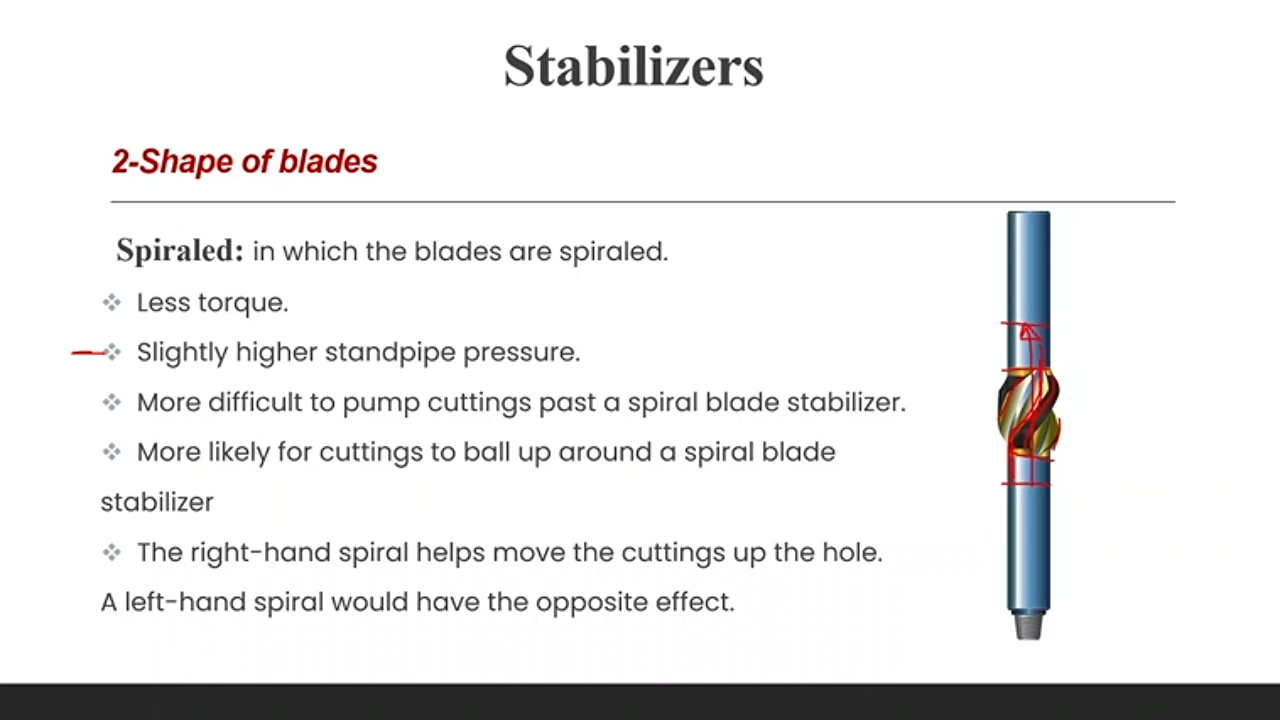 Stabilizers
2-Shape of blades
Spiraled: in which the blades are spiraled.
❖ Less torque.
❖ Slightly higher standpipe pressure.
❖ More difficult to pump cuttings past a spiral blade stabilizer.
❖ More likely for cuttings to ball up around a spiral blade
stabilizer
❖ The right-hand spiral helps move the cuttings up the hole.
A left-hand spiral would have the opposite effect.